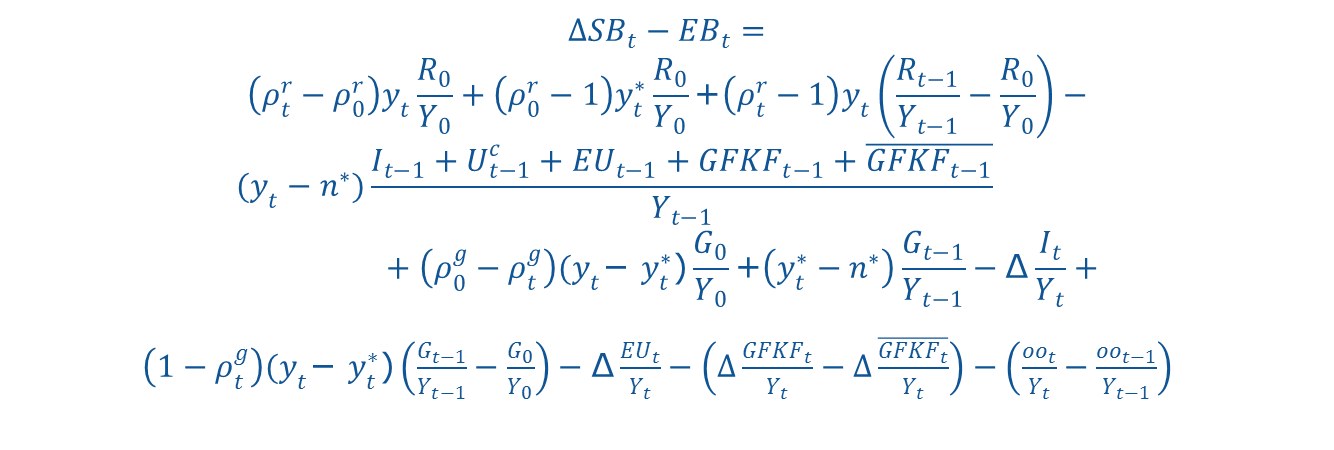 ΔSB_t − EB_t =
(ρ_t^r − ρ_0^r)y_t R_0/Y_0 + (ρ_0^r − 1)y_t^* R_0/Y_0 + (ρ_t^r − 1)y_t (R_{t−1}/Y_{t−1} − R_0/Y_0) −
(y_t − n^*) (I_{t−1} + U_{t−1}^c + EU_{t−1} + GFKF_{t−1} + \overline{GFKF_{t−1}})/Y_{t−1}
+ (ρ_0^g − ρ_t^g)(y_t − y_t^*) G_0/Y_0 + (y_t^* − n^*) G_{t−1}/Y_{t−1} − Δ I_t/Y_t +
(1 − ρ_t^g)(y_t − y_t^*) (G_{t−1}/Y_{t−1} − G_0/Y_0) − Δ EU_t/Y_t − (Δ GFKF_t/Y_t − Δ \overline{GFKF_t}/Y_t) − (oo_t/Y_t − oo_{t−1}/Y_{t−1})